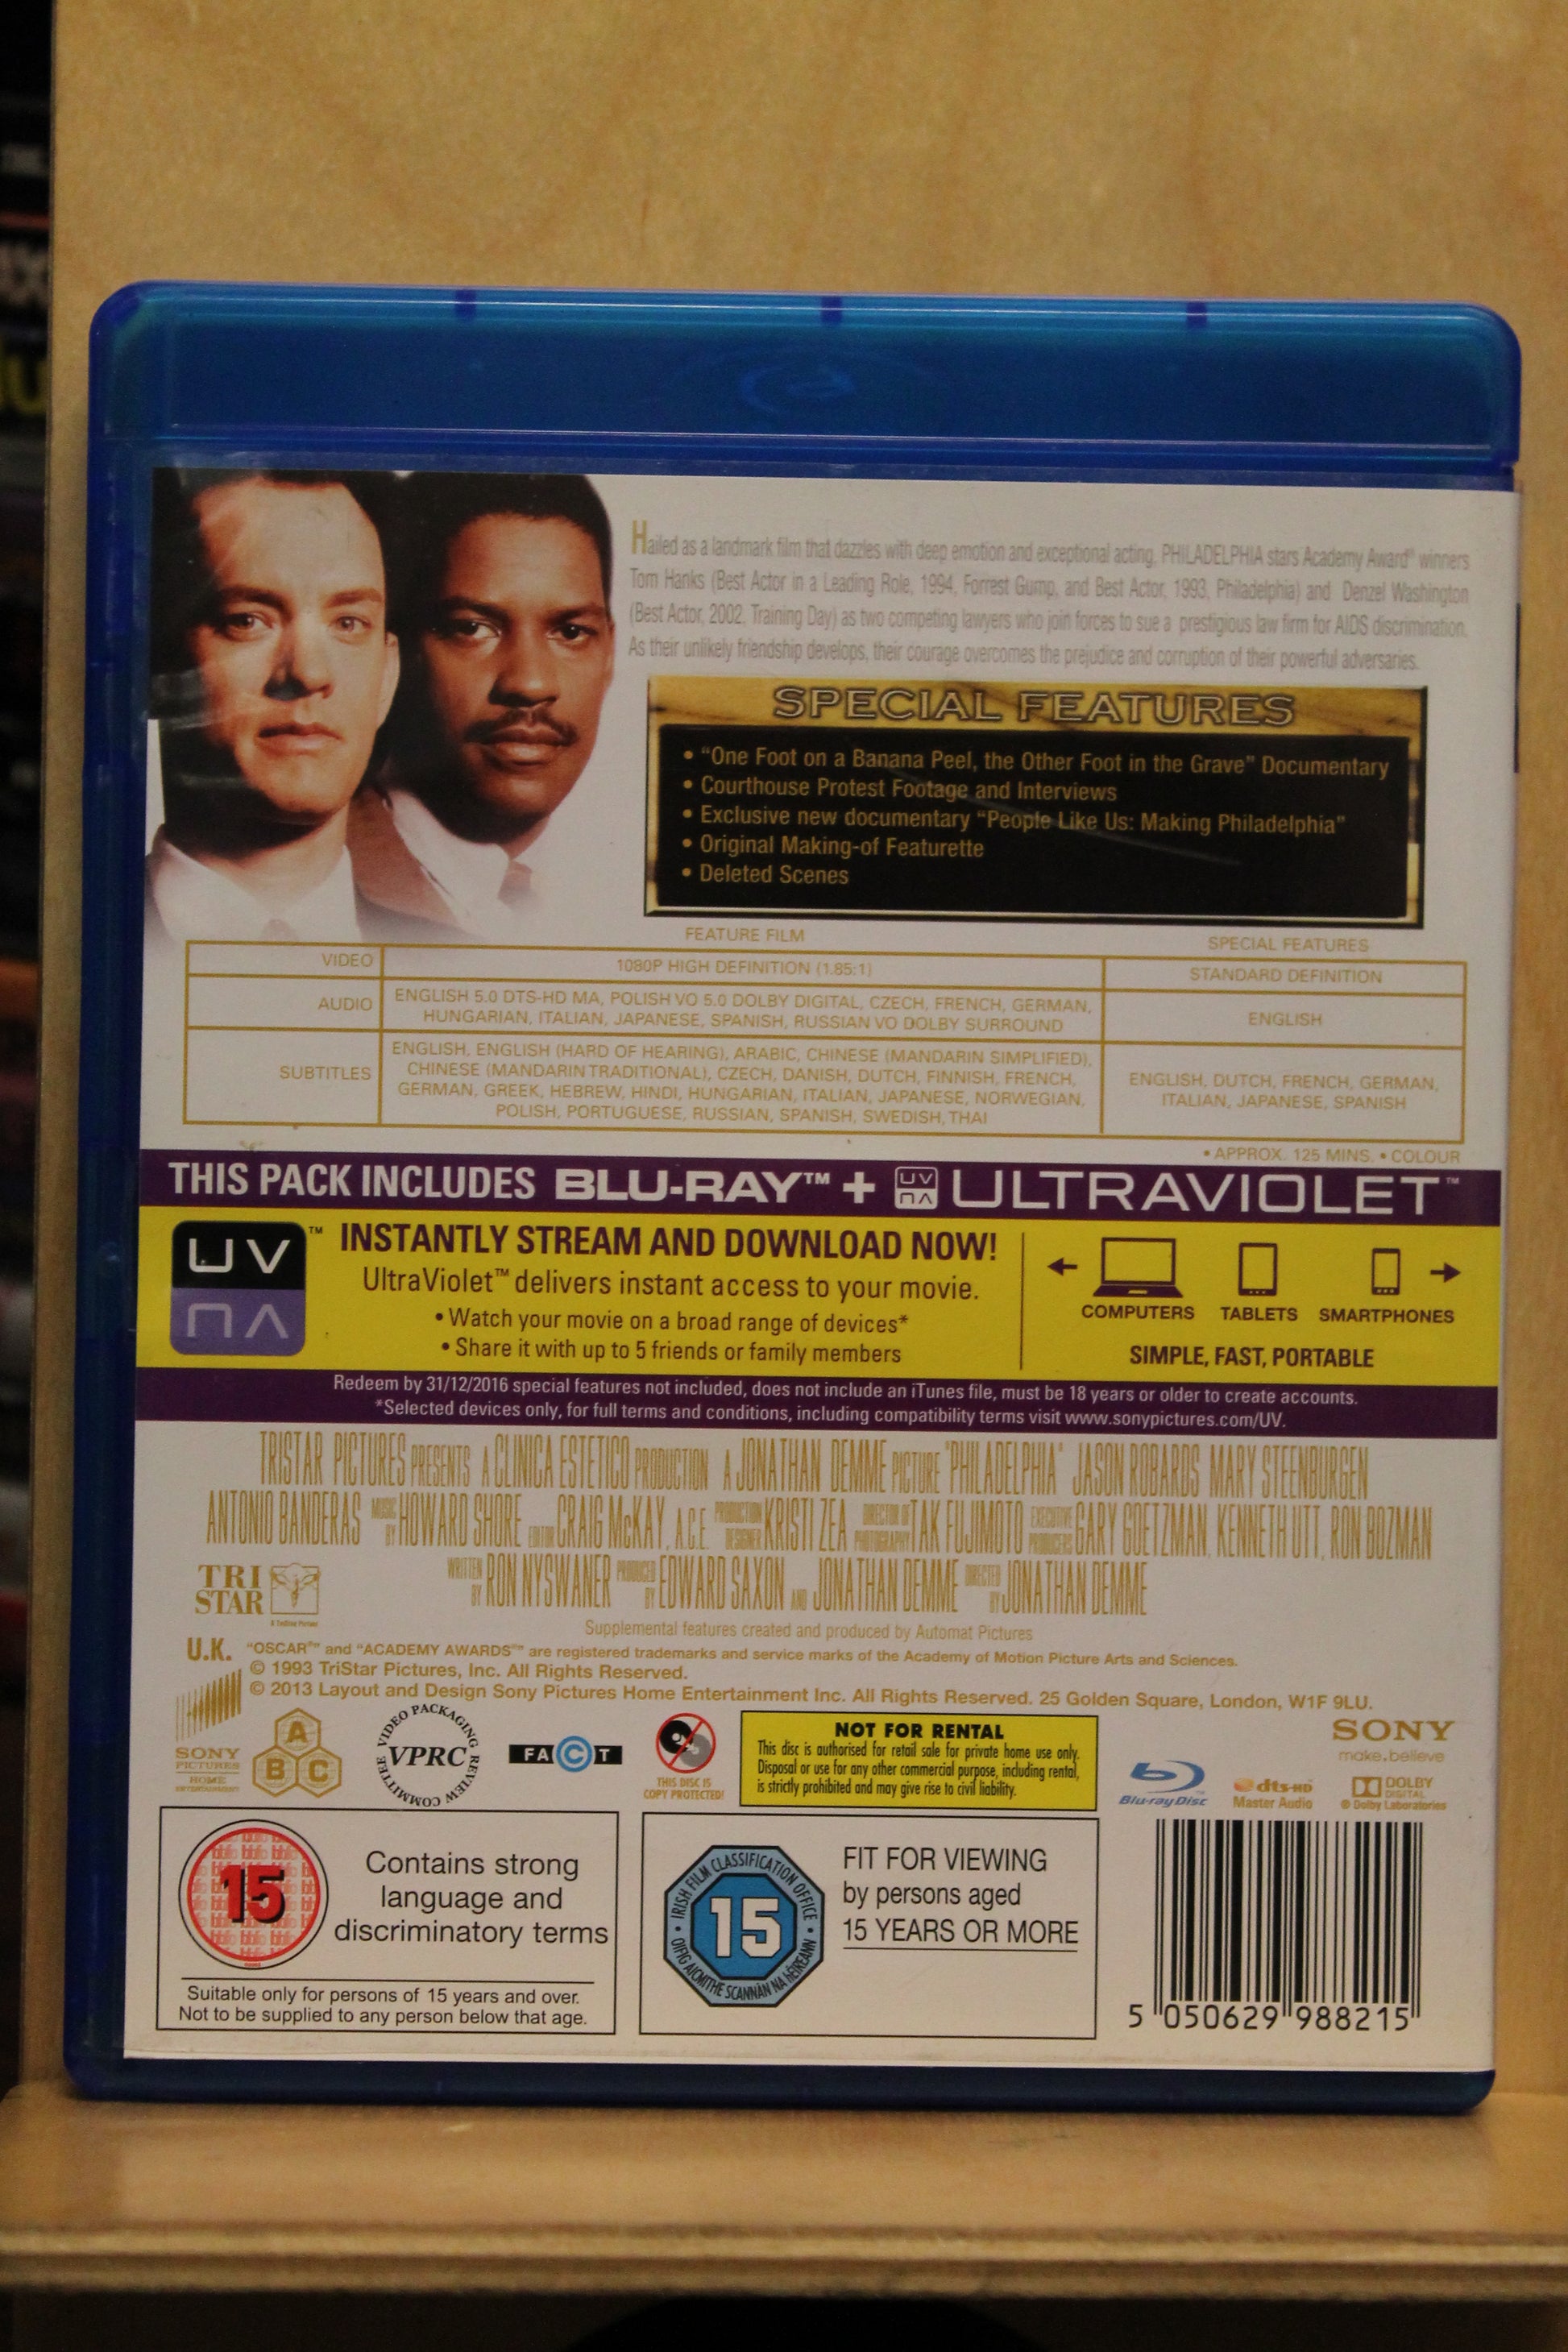 Hailed as a landmark film that dazzles with deep emotion and exceptional acting, PHILADELPHIA stars Academy Award® winners
Tom Hanks (Best Actor in a Leading Role, 1994, Forrest Gump, and Best Actor, 1993, Philadelphia) and Denzel Washington
(Best Actor, 2002, Training Day) as two competing lawyers who join forces to sue a prestigious law firm for AIDS discrimination.
As their unlikely friendship develops, their courage overcomes the prejudice and corruption of their powerful adversaries.
SPECIAL FEATURES
• "One Foot on a Banana Peel, the Other Foot in the Grave" Documentary
• Courthouse Protest Footage and Interviews
• Exclusive new documentary "People Like Us: Making Philadelphia"
• Original Making-of Featurette
• Deleted Scenes
FEATURE FILM
SPECIAL FEATURES
VIDEO
1080P HIGH DEFINITION (1.85:1)
STANDARD DEFINITION
AUDIO
ENGLISH 5.0 DTS-HD MA, POLISH VO 5.0 DOLBY DIGITAL, CZECH, FRENCH, GERMAN,
HUNGARIAN, ITALIAN, JAPANESE, SPANISH, RUSSIAN VO DOLBY SURROUND
ENGLISH
SUBTITLES
ENGLISH, ENGLISH (HARD OF HEARING), ARABIC, CHINESE (MANDARIN SIMPLIFIED),
CHINESE (MANDARIN TRADITIONAL), CZECH, DANISH, DUTCH, FINNISH, FRENCH,
GERMAN, GREEK, HEBREW, HINDI, HUNGARIAN, ITALIAN, JAPANESE, NORWEGIAN,
POLISH, PORTUGUESE, RUSSIAN, SPANISH, SWEDISH, THAI
ENGLISH, DUTCH, FRENCH, GERMAN,
ITALIAN, JAPANESE, SPANISH
• APPROX. 125 MINS. • COLOUR
THIS PACK INCLUDES BLU-RAY™ + UV ULTRAVIOLET™
UV™
INSTANTLY STREAM AND DOWNLOAD NOW!
UltraViolet™ delivers instant access to your movie.
• Watch your movie on a broad range of devices*
• Share it with up to 5 friends or family members
COMPUTERS TABLETS SMARTPHONES
SIMPLE, FAST, PORTABLE
Redeem by 31/12/2016 special features not included, does not include an iTunes file, must be 18 years or older to create accounts.
*Selected devices only, for full terms and conditions, including compatibility terms visit www.sonypictures.com/UV.
TRISTAR PICTURES PRESENTS A CLINICA ESTETICO PRODUCTION A JONATHAN DEMME PICTURE "PHILADELPHIA" JASON ROBARDS MARY STEENBURGEN
ANTONIO BANDERAS MUSIC BY HOWARD SHORE EDITOR CRAIG McKAY, A.C.E. PRODUCTION DESIGNER KRISTI ZEA DIRECTOR OF PHOTOGRAPHY TAK FUJIMOTO EXECUTIVE PRODUCERS GARY GOETZMAN, KENNETH UTT, RON BOZMAN
WRITTEN BY RON NYSWANER PRODUCED BY EDWARD SAXON AND JONATHAN DEMME DIRECTED BY JONATHAN DEMME
TRI
STAR
Supplemental features created and produced by Automat Pictures
U.K.
"OSCAR®" and "ACADEMY AWARDS®" are registered trademarks and service marks of the Academy of Motion Picture Arts and Sciences.
© 1993 TriStar Pictures, Inc. All Rights Reserved.
© 2013 Layout and Design Sony Pictures Home Entertainment Inc. All Rights Reserved. 25 Golden Square, London, W1F 9LU.
SONY
PICTURES
HOME
ENTERTAINMENT
A
B C
VIDEO PACKAGING REVIEW COMMITTEE
VPRC
FACT
THIS DISC IS
COPY PROTECTED!
NOT FOR RENTAL
This disc is authorised for retail sale for private home use only.
Disposal or use for any other commercial purpose, including rental,
is strictly prohibited and may give rise to civil liability.
SONY
make.believe
Blu-ray Disc
dts-HD
Master Audio
DOLBY
DIGITAL
® Dolby Laboratories
15
Contains strong
language and
discriminatory terms
Suitable only for persons of 15 years and over.
Not to be supplied to any person below that age.
IRISH FILM CLASSIFICATION OFFICE
15
OIFIG AICMITHE SCANNÁN NA hÉIREANN
FIT FOR VIEWING
by persons aged
15 YEARS OR MORE
5 050629 988215